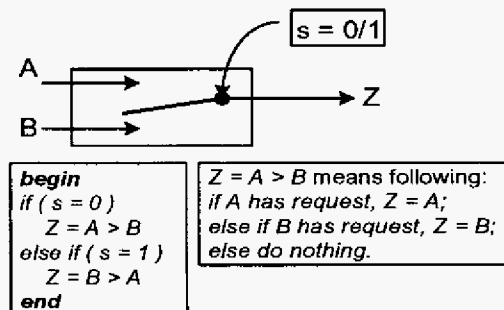 s = 0/1
A
Z
B
begin
if ( s = 0 )
Z = A > B
else if ( s = 1 )
Z = B > A
end
Z = A > B means following:
if A has request, Z = A;
else if B has request, Z = B;
else do nothing.